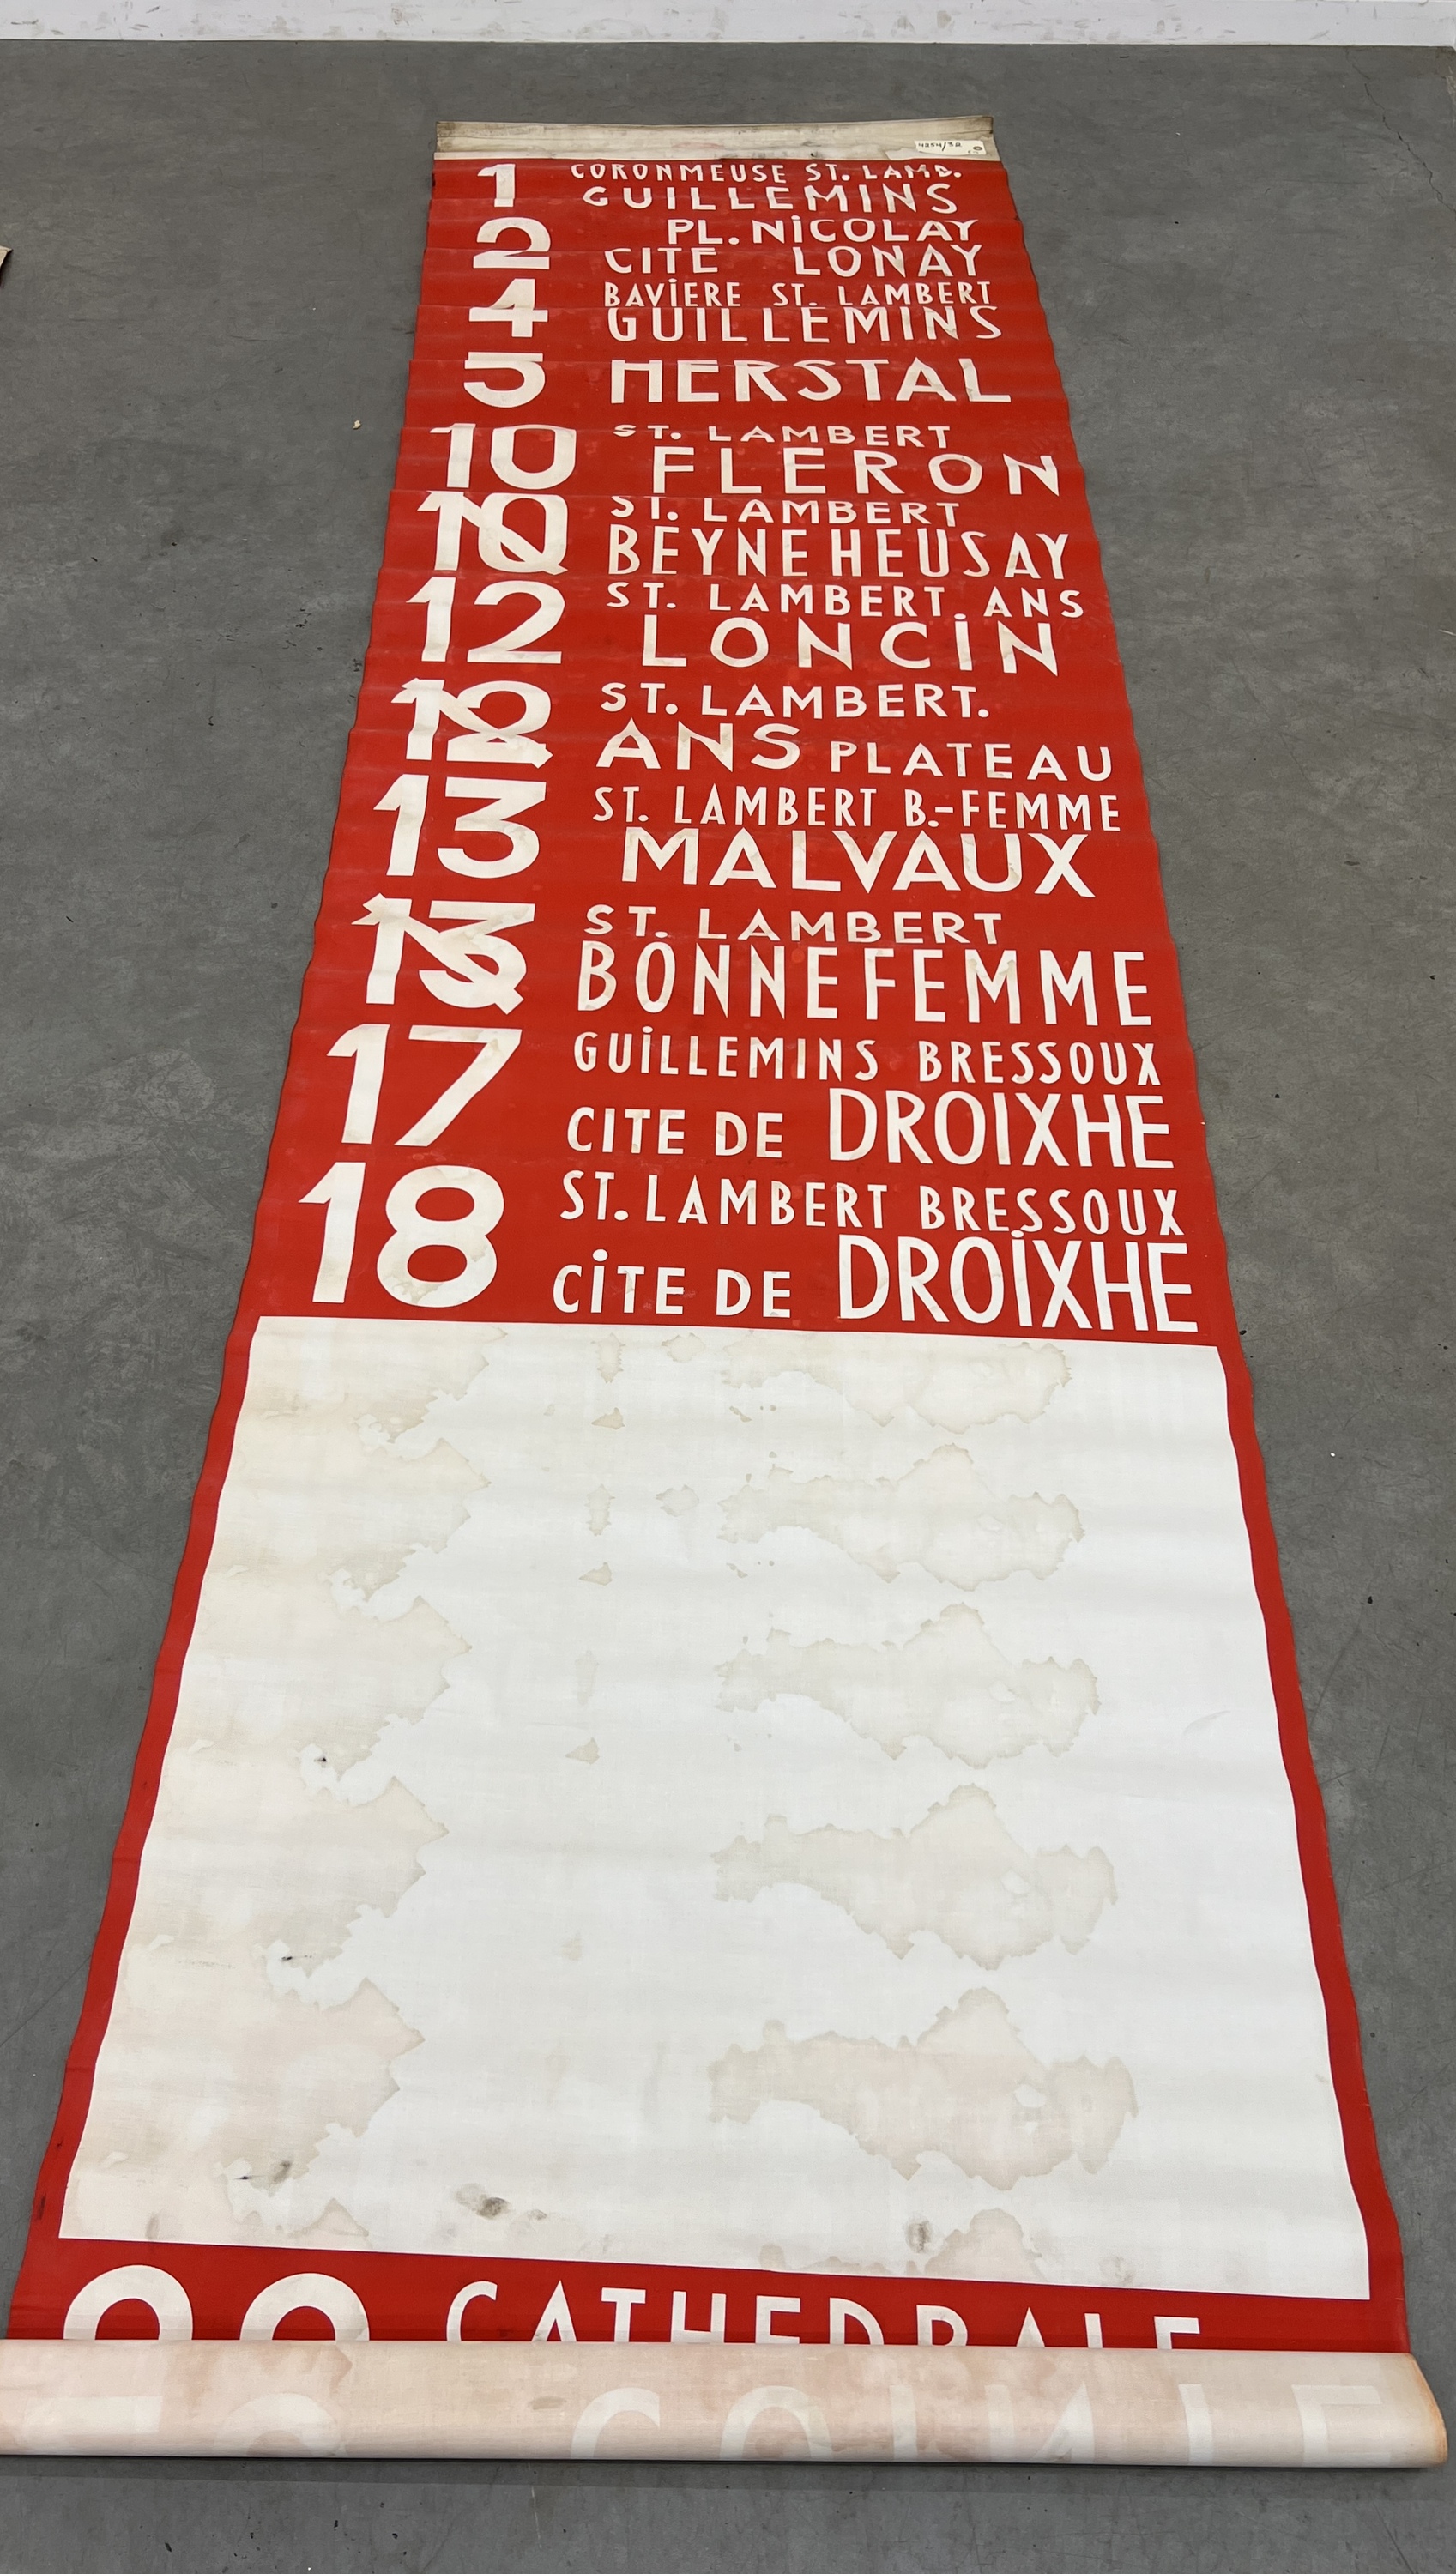 4254/32
1 CORONMEUSE ST. LAMB.
GUILLEMINS
2 PL. NiCOLAY
CITE LONAY
4 BAViERE ST. LAMBERT
GUILLEMINS
5 HERSTAL
10 ST. LAMBERT
FLERON
10 ST. LAMBERT
BEYNEHEUSAY
12 ST. LAMBERT. ANS
LONCiN
12 ST. LAMBERT.
ANS PLATEAU
13 ST. LAMBERT B.-FEMME
MALVAUX
13 ST. LAMBERT
BONNEFEMME
17 GUiLLEMINS BRESSOUX
CITE DE DROIXHE
18 ST. LAMBERT BRESSOUX
CiTE DE DROiXHE
CATHEDRALE